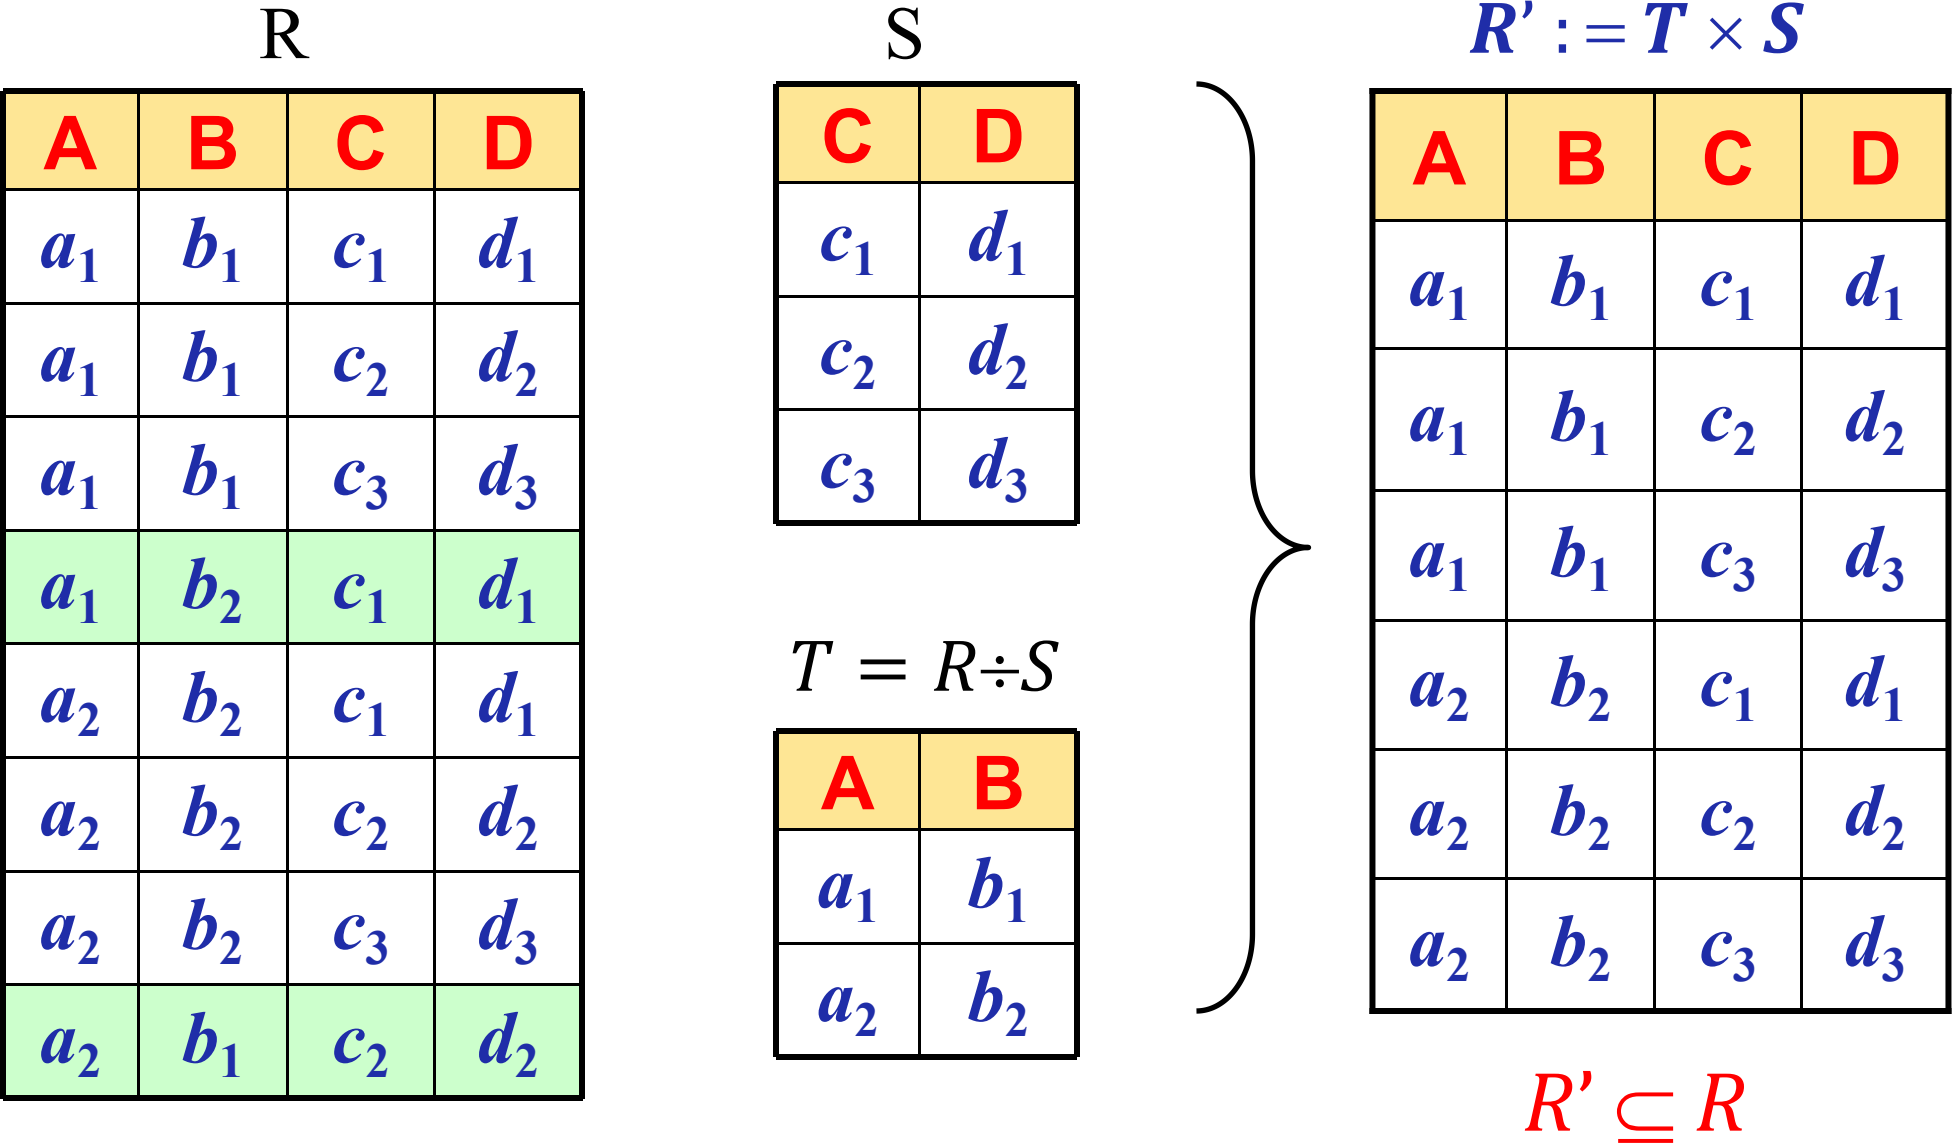 R
A B C D
a₁ b₁ c₁ d₁
a₁ b₁ c₂ d₂
a₁ b₁ c₃ d₃
a₁ b₂ c₁ d₁
a₂ b₂ c₁ d₁
a₂ b₂ c₂ d₂
a₂ b₂ c₃ d₃
a₂ b₁ c₂ d₂
S
C D
c₁ d₁
c₂ d₂
c₃ d₃
T = R÷S
A B
a₁ b₁
a₂ b₂
R’ := T × S
A B C D
a₁ b₁ c₁ d₁
a₁ b₁ c₂ d₂
a₁ b₁ c₃ d₃
a₂ b₂ c₁ d₁
a₂ b₂ c₂ d₂
a₂ b₂ c₃ d₃
R’ ⊆ R